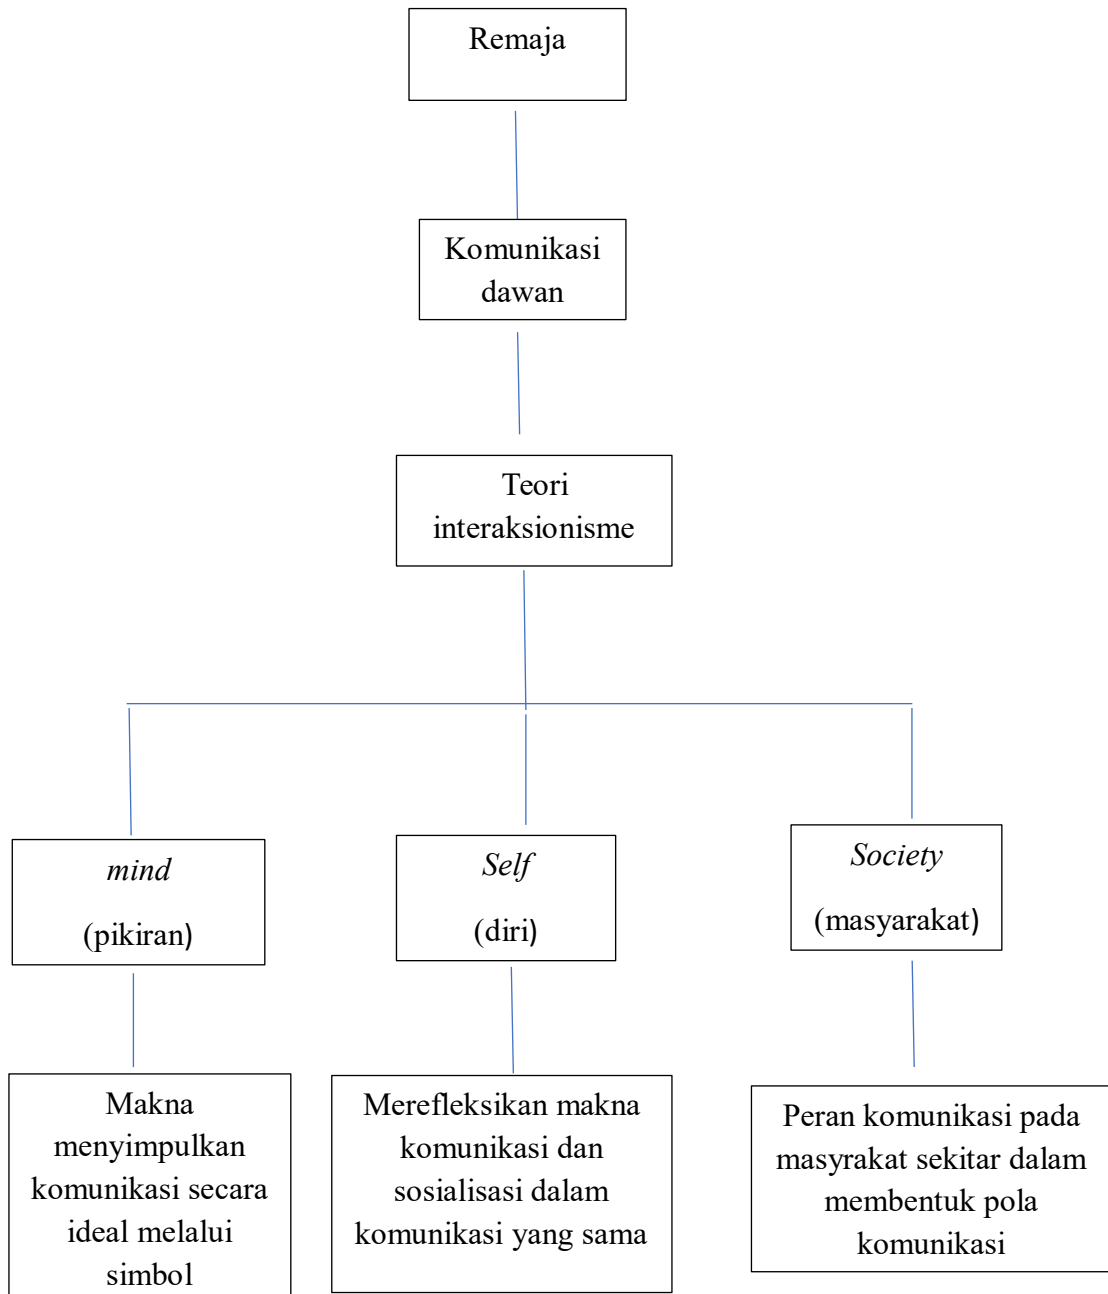 Remaja
Komunikasi
dawan
Teori
interaksionisme
mind
(pikiran)
Self
(diri)
Society
(masyarakat)
Makna
menyimpulkan
komunikasi secara
ideal melalui
simbol
Merefleksikan makna
komunikasi dan
sosialisasi dalam
komunikasi yang sama
Peran komunikasi pada
masyrakat sekitar dalam
membentuk pola
komunikasi